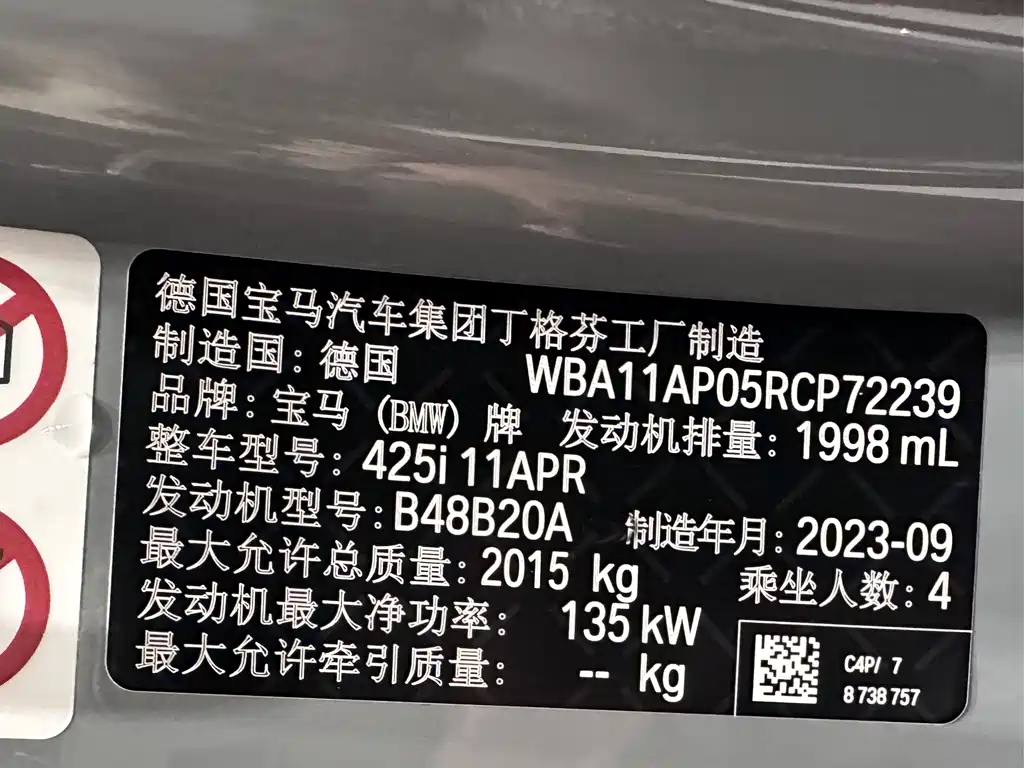 德国宝马汽车集团丁格芬工厂制造
制造国：德国 WBA11AP05RCP72239
品牌：宝马 (BMW) 牌 发动机排量：1998 mL
整车型号：425i 11APR
发动机型号：B48B20A 制造年月：2023-09
最大允许总质量：2015 kg 乘坐人数：4
发动机最大净功率： 135 kW
最大允许牵引质量： -- kg
C4P/ 7
8 738 757